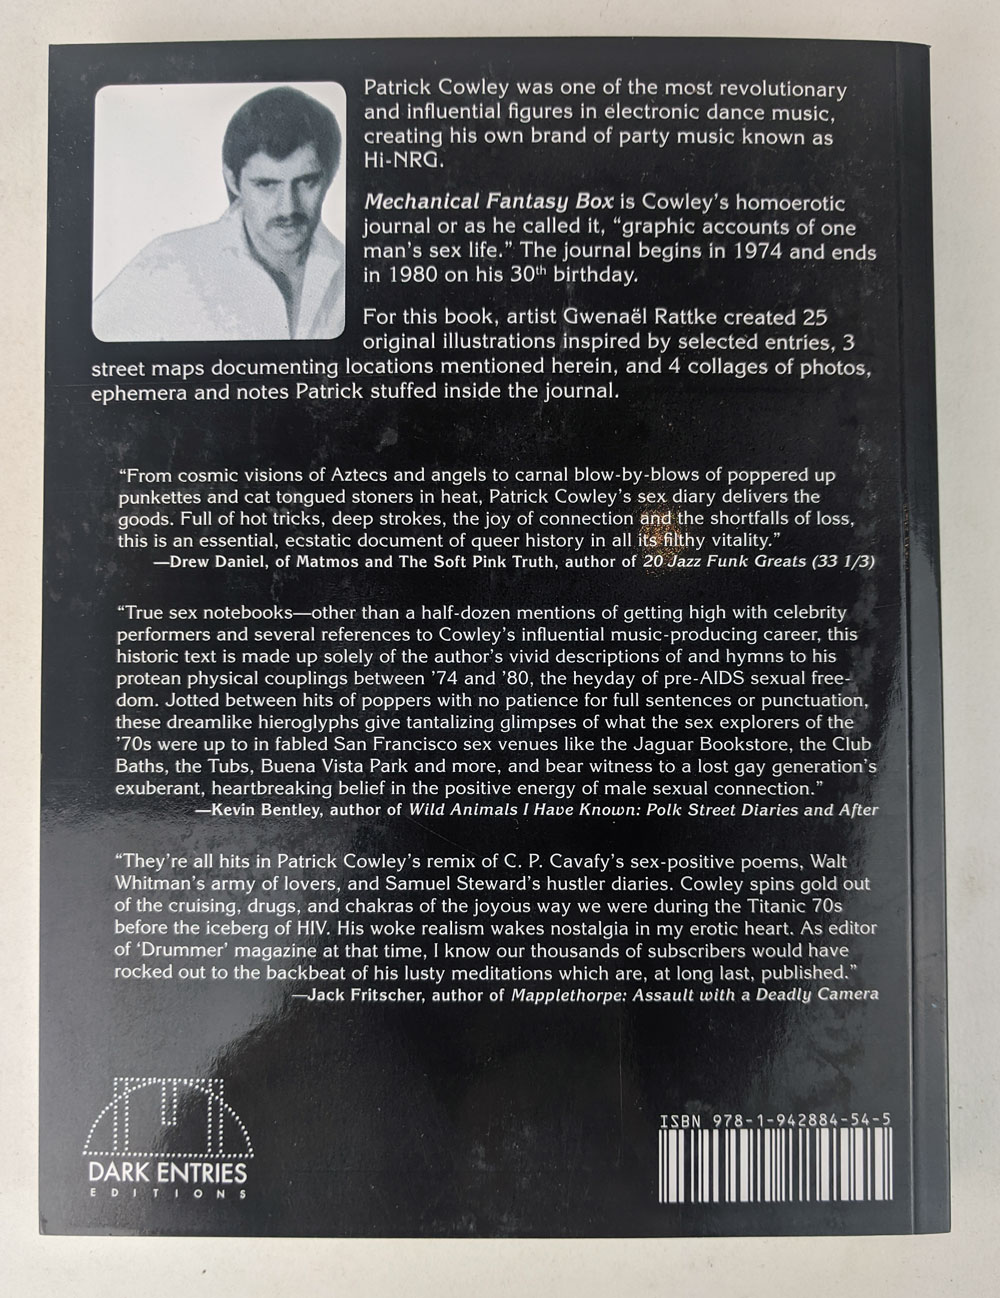 Patrick Cowley was one of the most revolutionary
and influential figures in electronic dance music,
creating his own brand of party music known as
Hi-NRG.
Mechanical Fantasy Box is Cowley's homoerotic
journal or as he called it, "graphic accounts of one
man's sex life." The journal begins in 1974 and ends
in 1980 on his 30th birthday.
For this book, artist Gwenaël Rattke created 25
original illustrations inspired by selected entries, 3
street maps documenting locations mentioned herein, and 4 collages of photos,
ephemera and notes Patrick stuffed inside the journal.
"From cosmic visions of Aztecs and angels to carnal blow-by-blows of poppered up
punkettes and cat tongued stoners in heat, Patrick Cowley's sex diary delivers the
goods. Full of hot tricks, deep strokes, the joy of connection and the shortfalls of loss,
this is an essential, ecstatic document of queer history in all its filthy vitality."
—Drew Daniel, of Matmos and The Soft Pink Truth, author of 20 Jazz Funk Greats (33 1/3)
"True sex notebooks—other than a half-dozen mentions of getting high with celebrity
performers and several references to Cowley's influential music-producing career, this
historic text is made up solely of the author's vivid descriptions of and hymns to his
protean physical couplings between '74 and '80, the heyday of pre-AIDS sexual free-
dom. Jotted between hits of poppers with no patience for full sentences or punctuation,
these dreamlike hieroglyphs give tantalizing glimpses of what the sex explorers of the
'70s were up to in fabled San Francisco sex venues like the Jaguar Bookstore, the Club
Baths, the Tubs, Buena Vista Park and more, and bear witness to a lost gay generation's
exuberant, heartbreaking belief in the positive energy of male sexual connection."
—Kevin Bentley, author of Wild Animals I Have Known: Polk Street Diaries and After
"They're all hits in Patrick Cowley's remix of C. P. Cavafy's sex-positive poems, Walt
Whitman's army of lovers, and Samuel Steward's hustler diaries. Cowley spins gold out
of the cruising, drugs, and chakras of the joyous way we were during the Titanic 70s
before the iceberg of HIV. His woke realism wakes nostalgia in my erotic heart. As editor
of 'Drummer' magazine at that time, I know our thousands of subscribers would have
rocked out to the backbeat of his lusty meditations which are, at long last, published."
—Jack Fritscher, author of Mapplethorpe: Assault with a Deadly Camera
DARK ENTRIES
EDITIONS
ISBN 978-1-942884-54-5